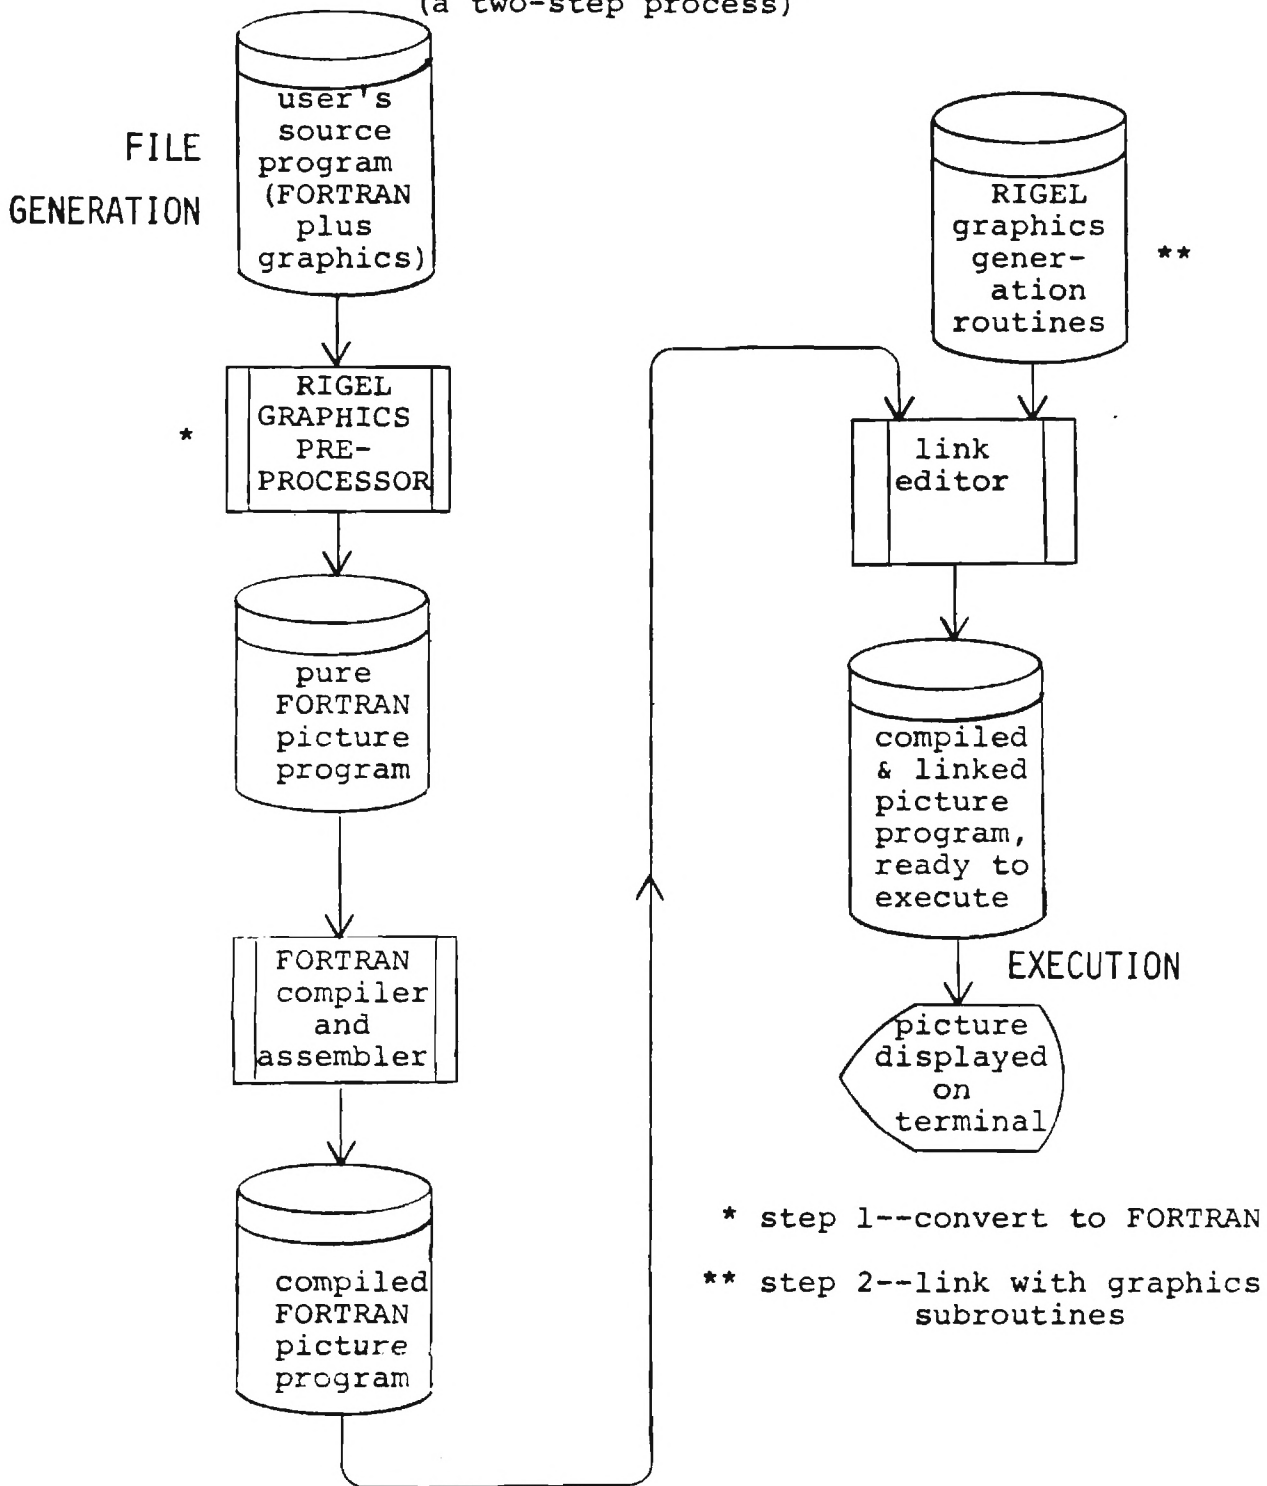 (a two-step process)
FILE
GENERATION
user's
source
program
(FORTRAN
plus
graphics)
*
RIGEL
GRAPHICS
PRE-
PROCESSOR
pure
FORTRAN
picture
program
FORTRAN
compiler
and
assembler
compiled
FORTRAN
picture
program
RIGEL
graphics
gener-
ation
routines
**
link
editor
compiled
& linked
picture
program,
ready to
execute
EXECUTION
picture
displayed
on
terminal
* step 1--convert to FORTRAN
** step 2--link with graphics
subroutines